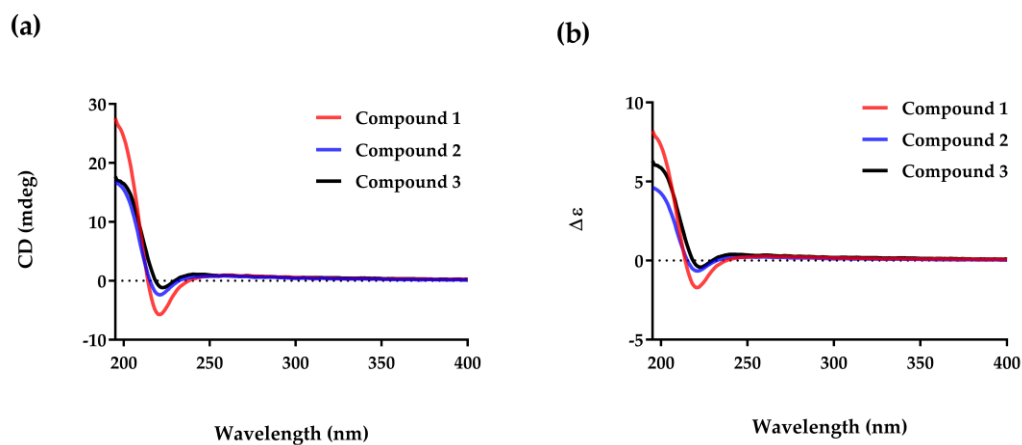 (a)
30
20
10
0
-10
200 250 300 350 400
CD (mdeg)
Wavelength (nm)
Compound 1
Compound 2
Compound 3
(b)
10
5
0
-5
200 250 300 350 400
Δε
Wavelength (nm)
Compound 1
Compound 2
Compound 3